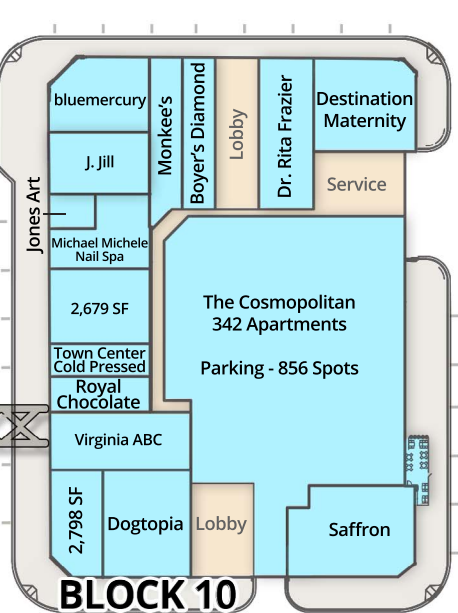 bluemercury
Monkee's
Boyer's Diamond
Lobby
Dr. Rita Frazier
Destination
Maternity
J. Jill
Service
Jones Art
Michael Michele
Nail Spa
2,679 SF
The Cosmopolitan
342 Apartments
Parking - 856 Spots
Town Center
Cold Pressed
Royal
Chocolate
Virginia ABC
2,798 SF
Dogtopia
Lobby
Saffron
BLOCK 10